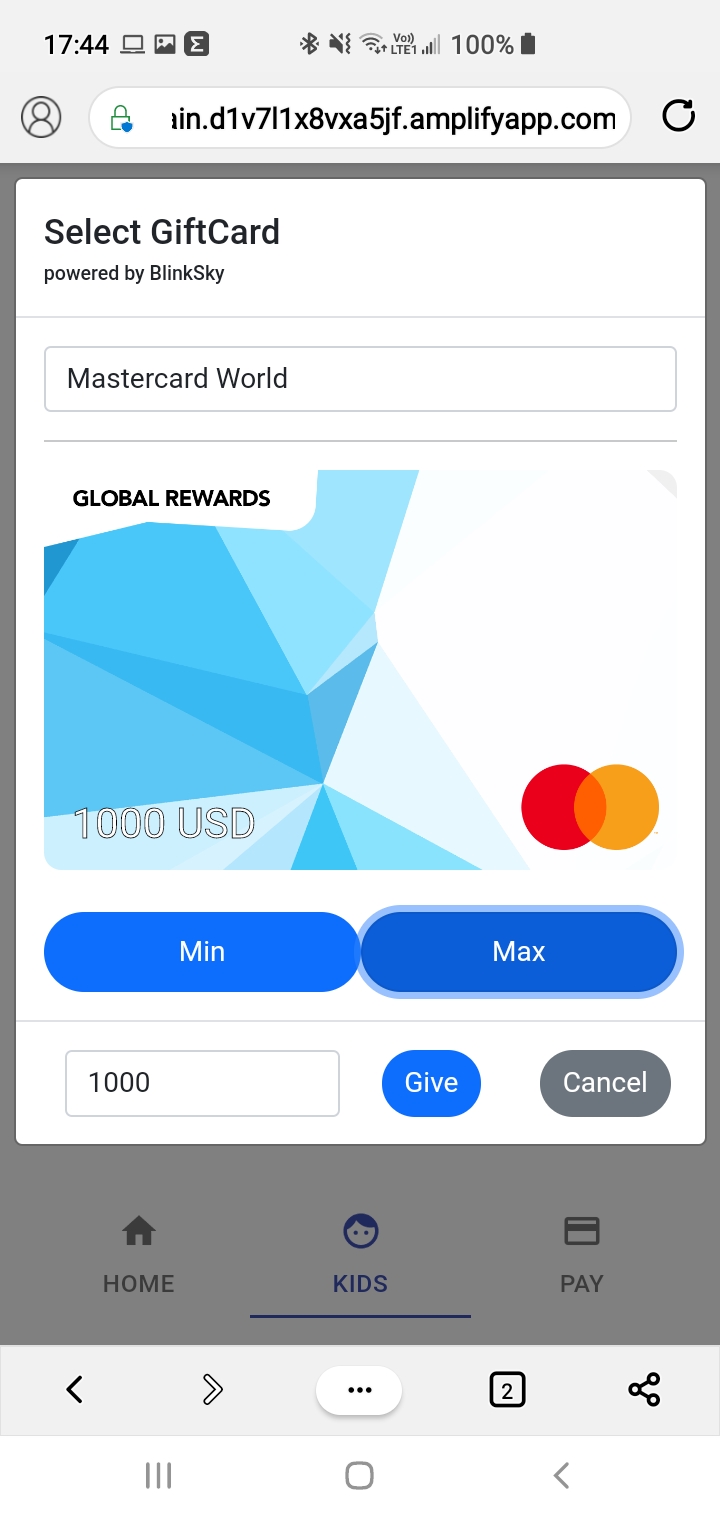 17:44 Vo)) LTE1 100%
ain.d1v7l1x8vxa5jf.amplifyapp.com
Select GiftCard
powered by BlinkSky
Mastercard World
GLOBAL REWARDS
1000 USD
Min Max
1000 Give Cancel
HOME KIDS PAY
2